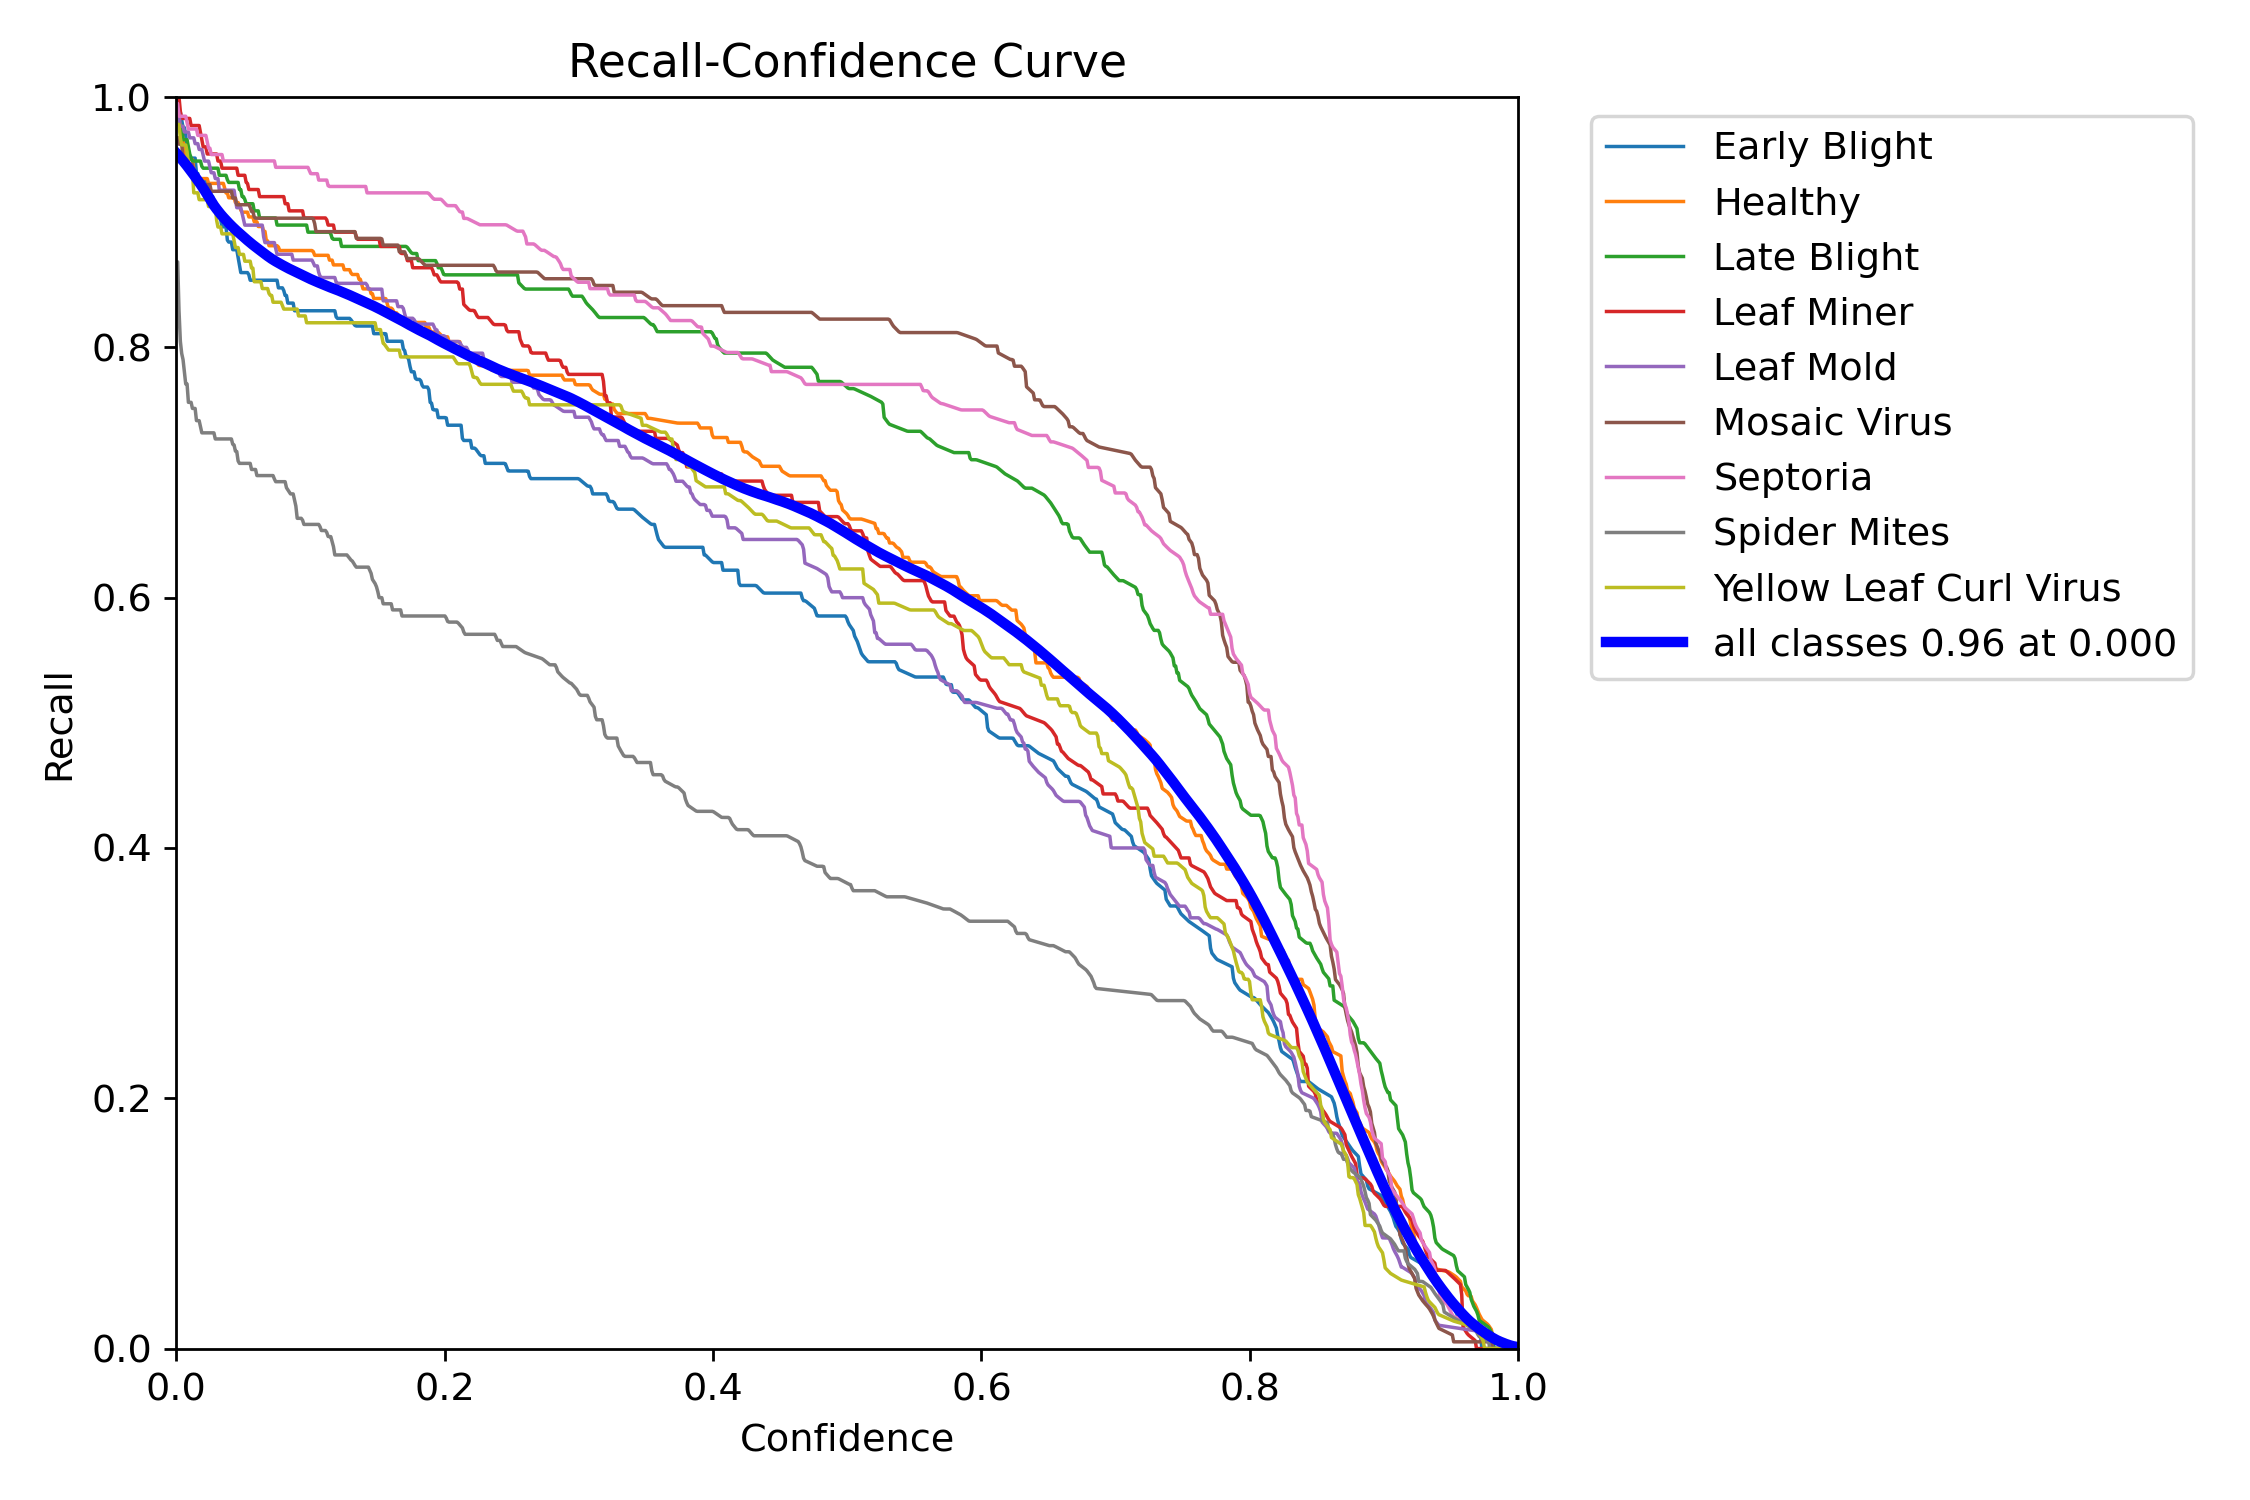 Recall-Confidence Curve
1.0
0.8
0.6
0.4
0.2
0.0
Recall
0.0 0.2 0.4 0.6 0.8 1.0
Confidence
Early Blight
Healthy
Late Blight
Leaf Miner
Leaf Mold
Mosaic Virus
Septoria
Spider Mites
Yellow Leaf Curl Virus
all classes 0.96 at 0.000